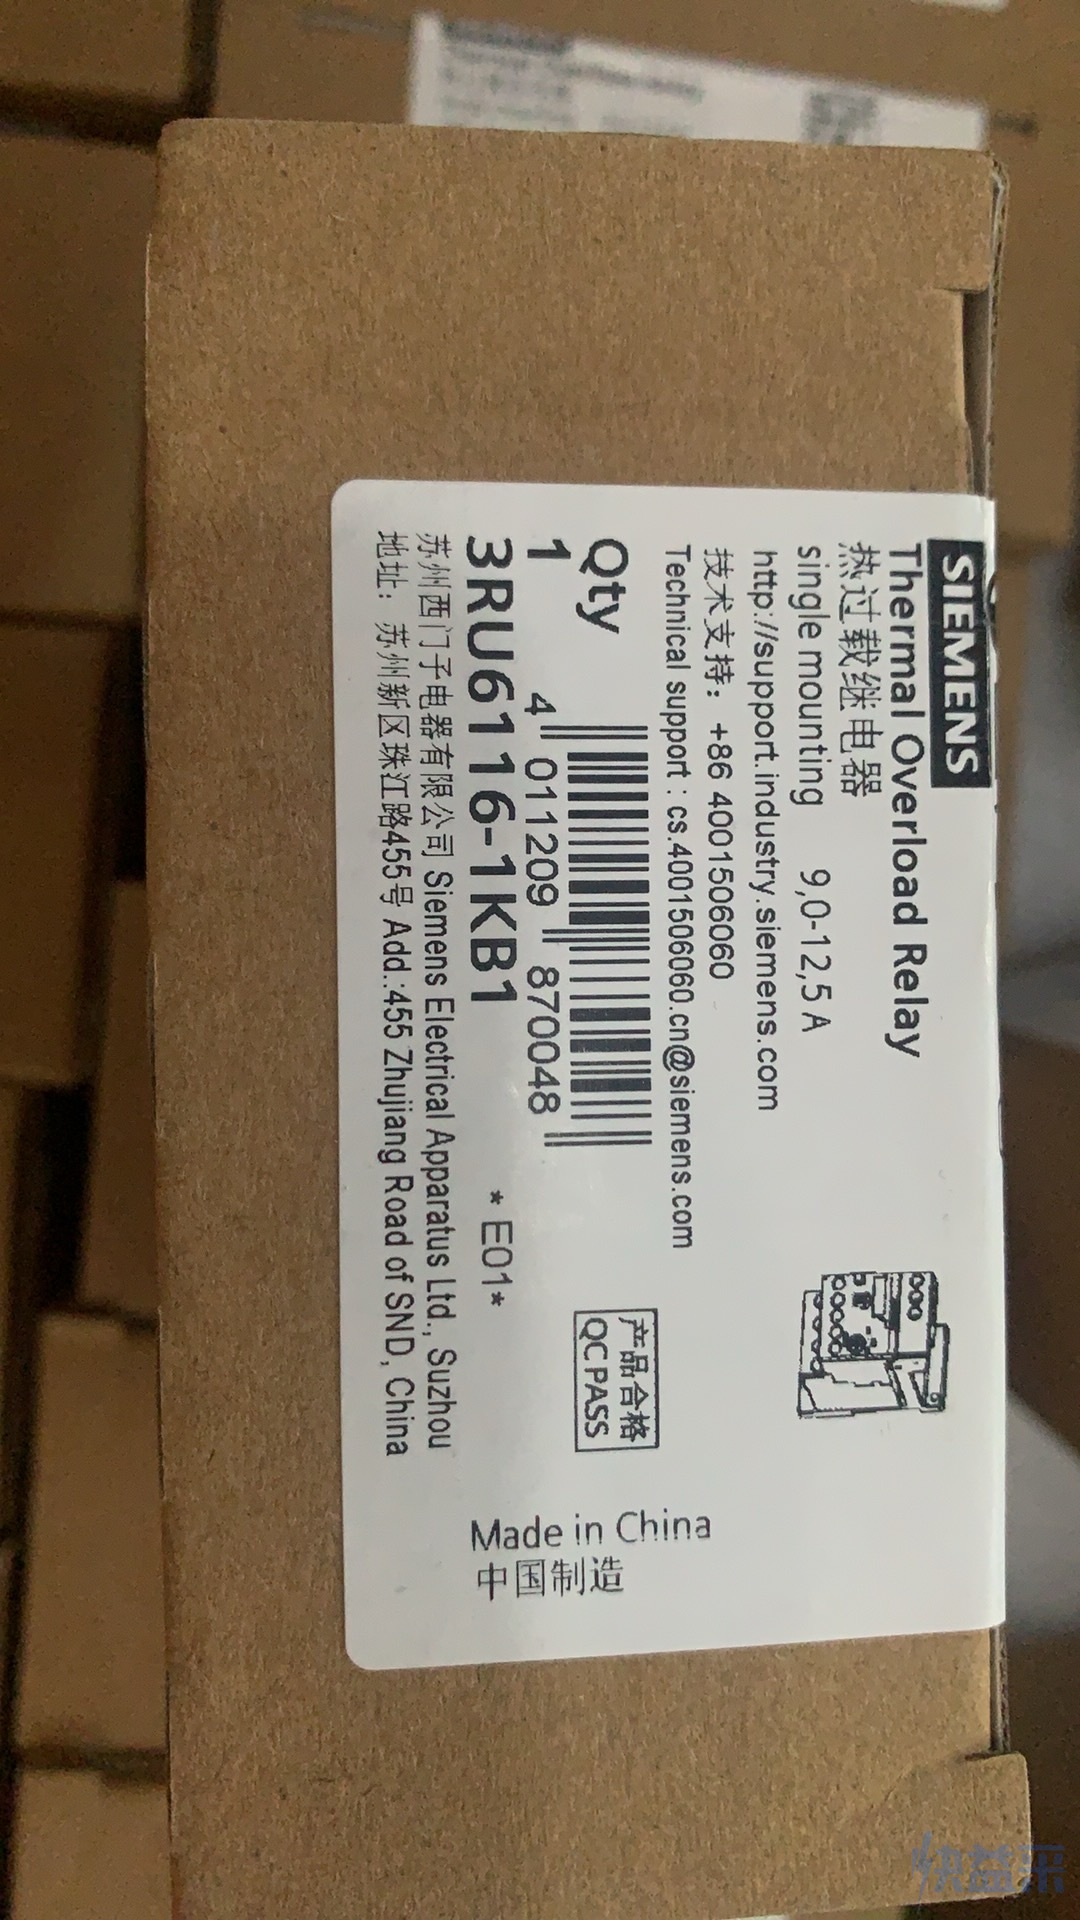 SIEMENS
Thermal Overload Relay
热过载继电器
single mounting 9,0-12,5 A
http://support.industry.siemens.com
技术支持：+86 4001506060
Technical support : cs.4001506060.cn@siemens.com
Qty
1
4 011209 870048
3RU6116-1KB1
*E01*
产品合格
QC PASS
苏州西门子电器有限公司 Siemens Electrical Apparatus Ltd., Suzhou
地址：苏州新区珠江路455号 Add.:455 Zhujiang Road of SND, China
Made in China
中国制造
快益采